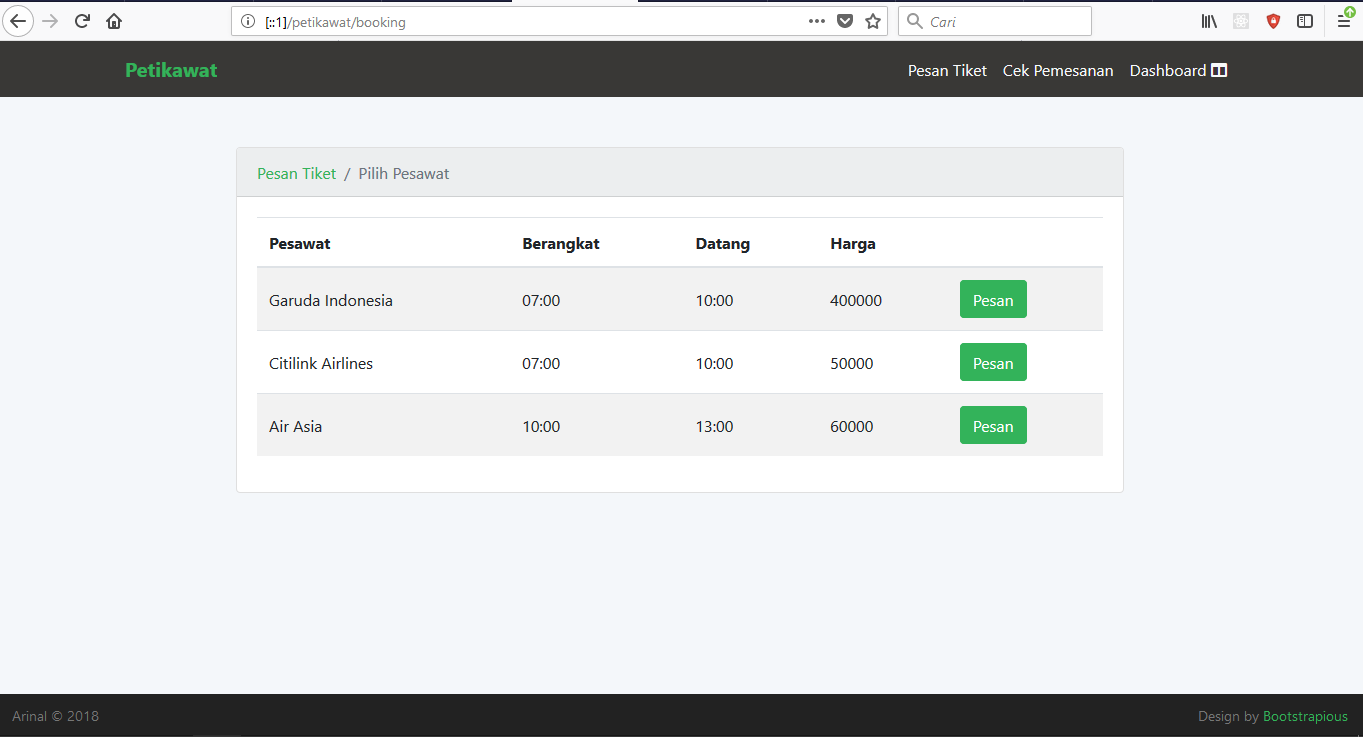 [::1]/petikawat/booking
Cari
Petikawat
Pesan Tiket Cek Pemesanan Dashboard
Pesan Tiket / Pilih Pesawat
Pesawat Berangkat Datang Harga
Garuda Indonesia 07:00 10:00 400000 Pesan
Citilink Airlines 07:00 10:00 50000 Pesan
Air Asia 10:00 13:00 60000 Pesan
Arinal © 2018
Design by Bootstrapious